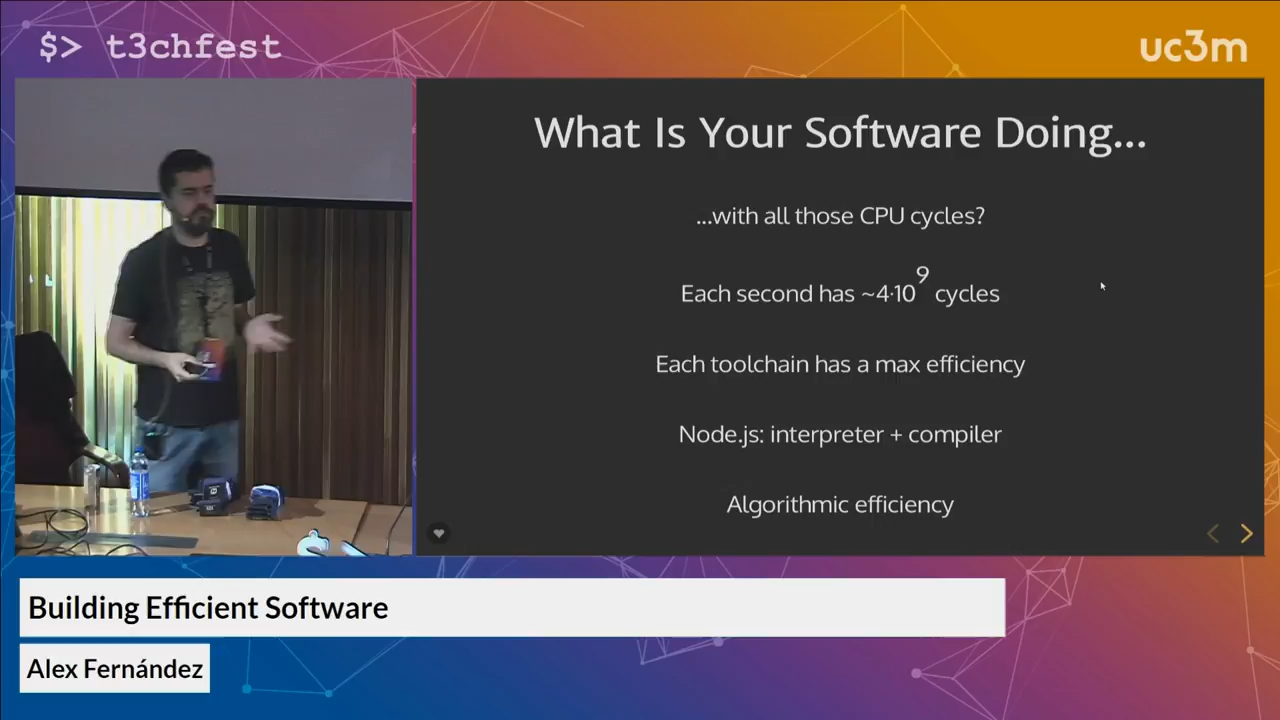 $> t3chfest
uc3m
What Is Your Software Doing...
...with all those CPU cycles?
Each second has ~4·10⁹ cycles
Each toolchain has a max efficiency
Node.js: interpreter + compiler
Algorithmic efficiency
Building Efficient Software
Alex Fernández